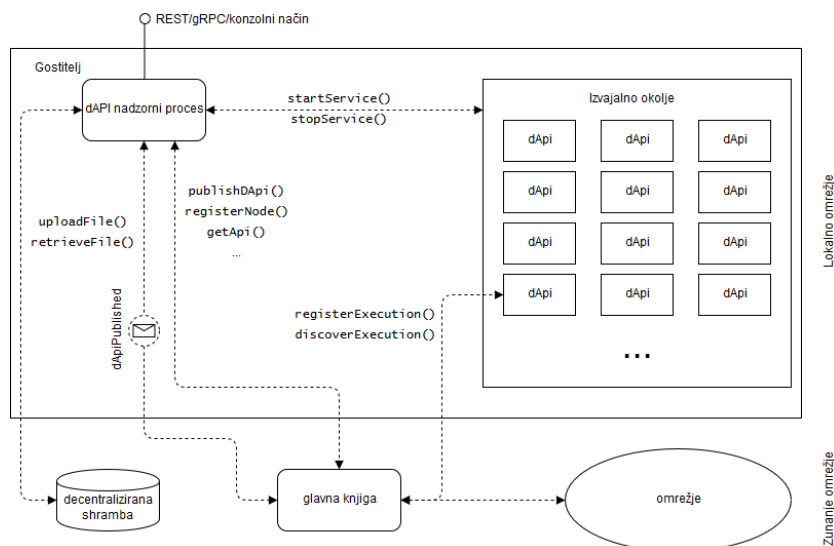 REST/gRPC/konzolni način
Gostitelj
dAPI nadzorni proces
startService()
stopService()
Izvajalno okolje
dApi dApi dApi
dApi dApi dApi
dApi dApi dApi
dApi dApi dApi
...
publishDApi()
registerNode()
getApi()
...
uploadFile()
retrieveFile()
dApiPublished
registerExecution()
discoverExecution()
Lokalno omrežje
decentralizirana
shramba
glavna knjiga
omrežje
Zunanje omrežje